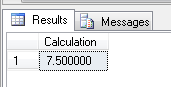 Results Messages
Calculation
1 7.500000